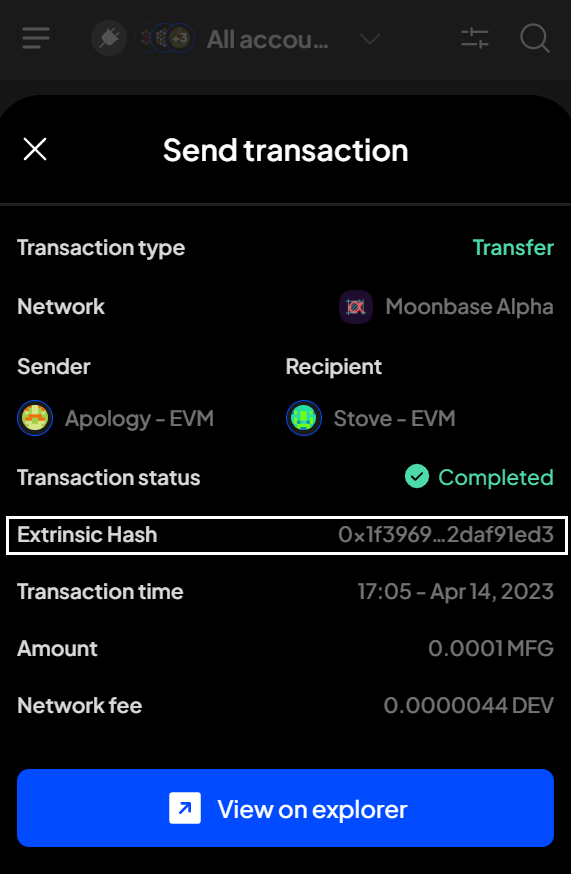 +3 All accou...
Send transaction
Transaction type Transfer
Network Moonbase Alpha
Sender Recipient
Apology - EVM Stove - EVM
Transaction status Completed
Extrinsic Hash 0x1f3969...2daf91ed3
Transaction time 17:05 - Apr 14, 2023
Amount 0.0001 MFG
Network fee 0.0000044 DEV
View on explorer